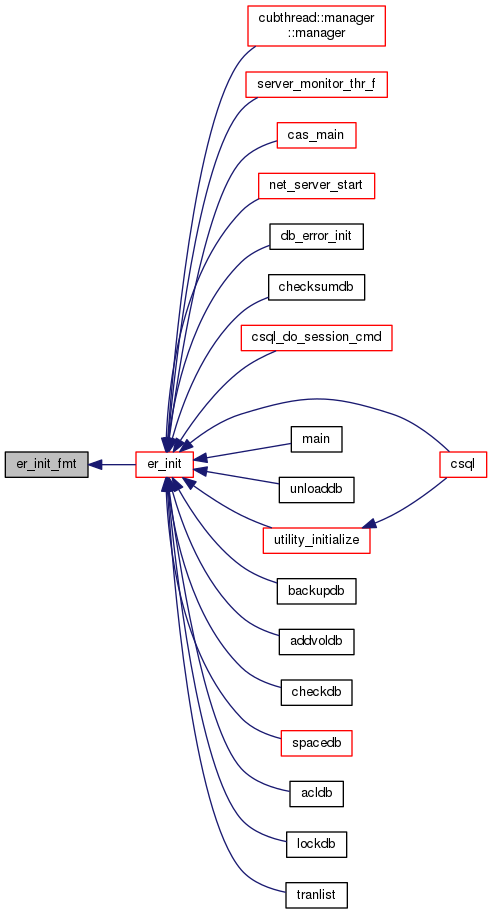 cubthread::manager
::manager
server_monitor_thr_f
cas_main
net_server_start
db_error_init
checksumdb
csql_do_session_cmd
main
csql
er_init_fmt
er_init
unloaddb
utility_initialize
backupdb
addvoldb
checkdb
spacedb
acldb
lockdb
tranlist